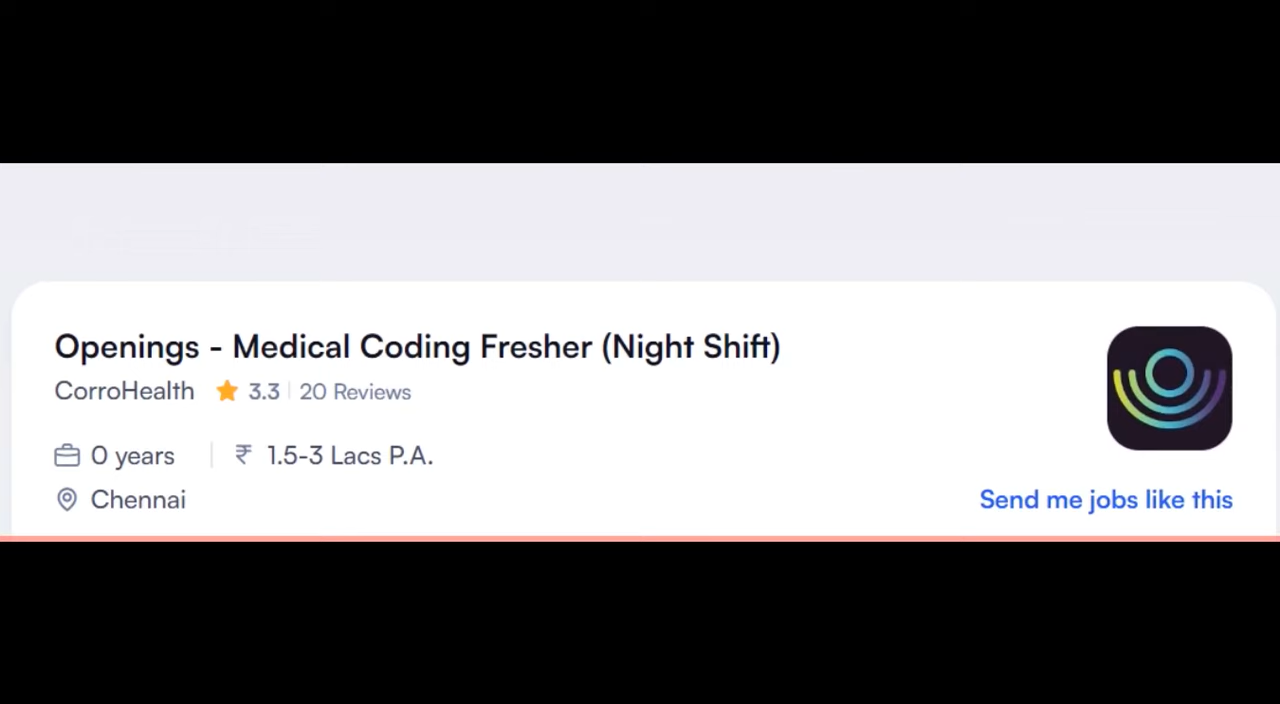 Openings - Medical Coding Fresher (Night Shift)
CorroHealth 3.3 20 Reviews
0 years ₹ 1.5-3 Lacs P.A.
Chennai
Send me jobs like this